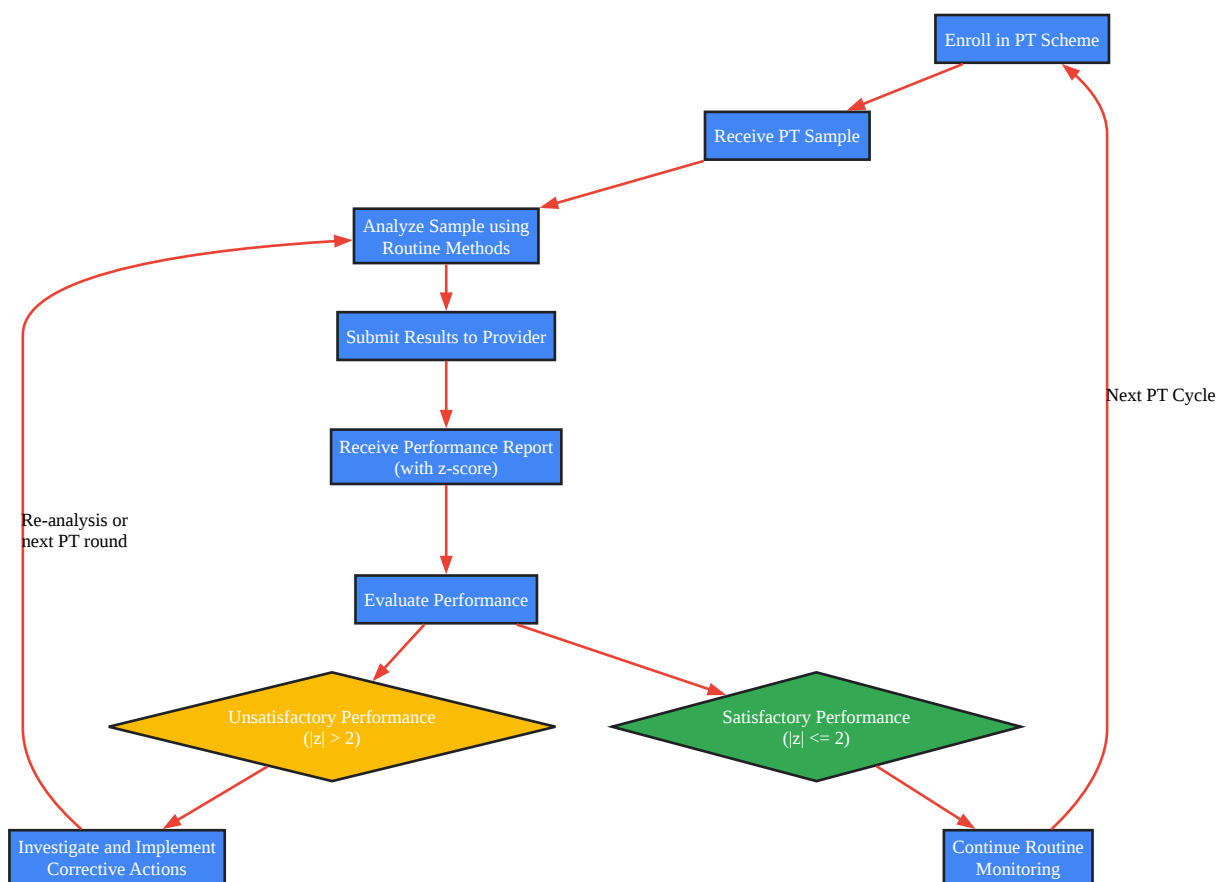 Enroll in PT Scheme
Receive PT Sample
Analyze Sample using
Routine Methods
Submit Results to Provider
Next PT Cycle
Receive Performance Report
(with z-score)
Re-analysis or
next PT round
Evaluate Performance
Unsatisfactory Performance
(|z| > 2)
Satisfactory Performance
(|z| <= 2)
Investigate and Implement
Corrective Actions
Continue Routine
Monitoring